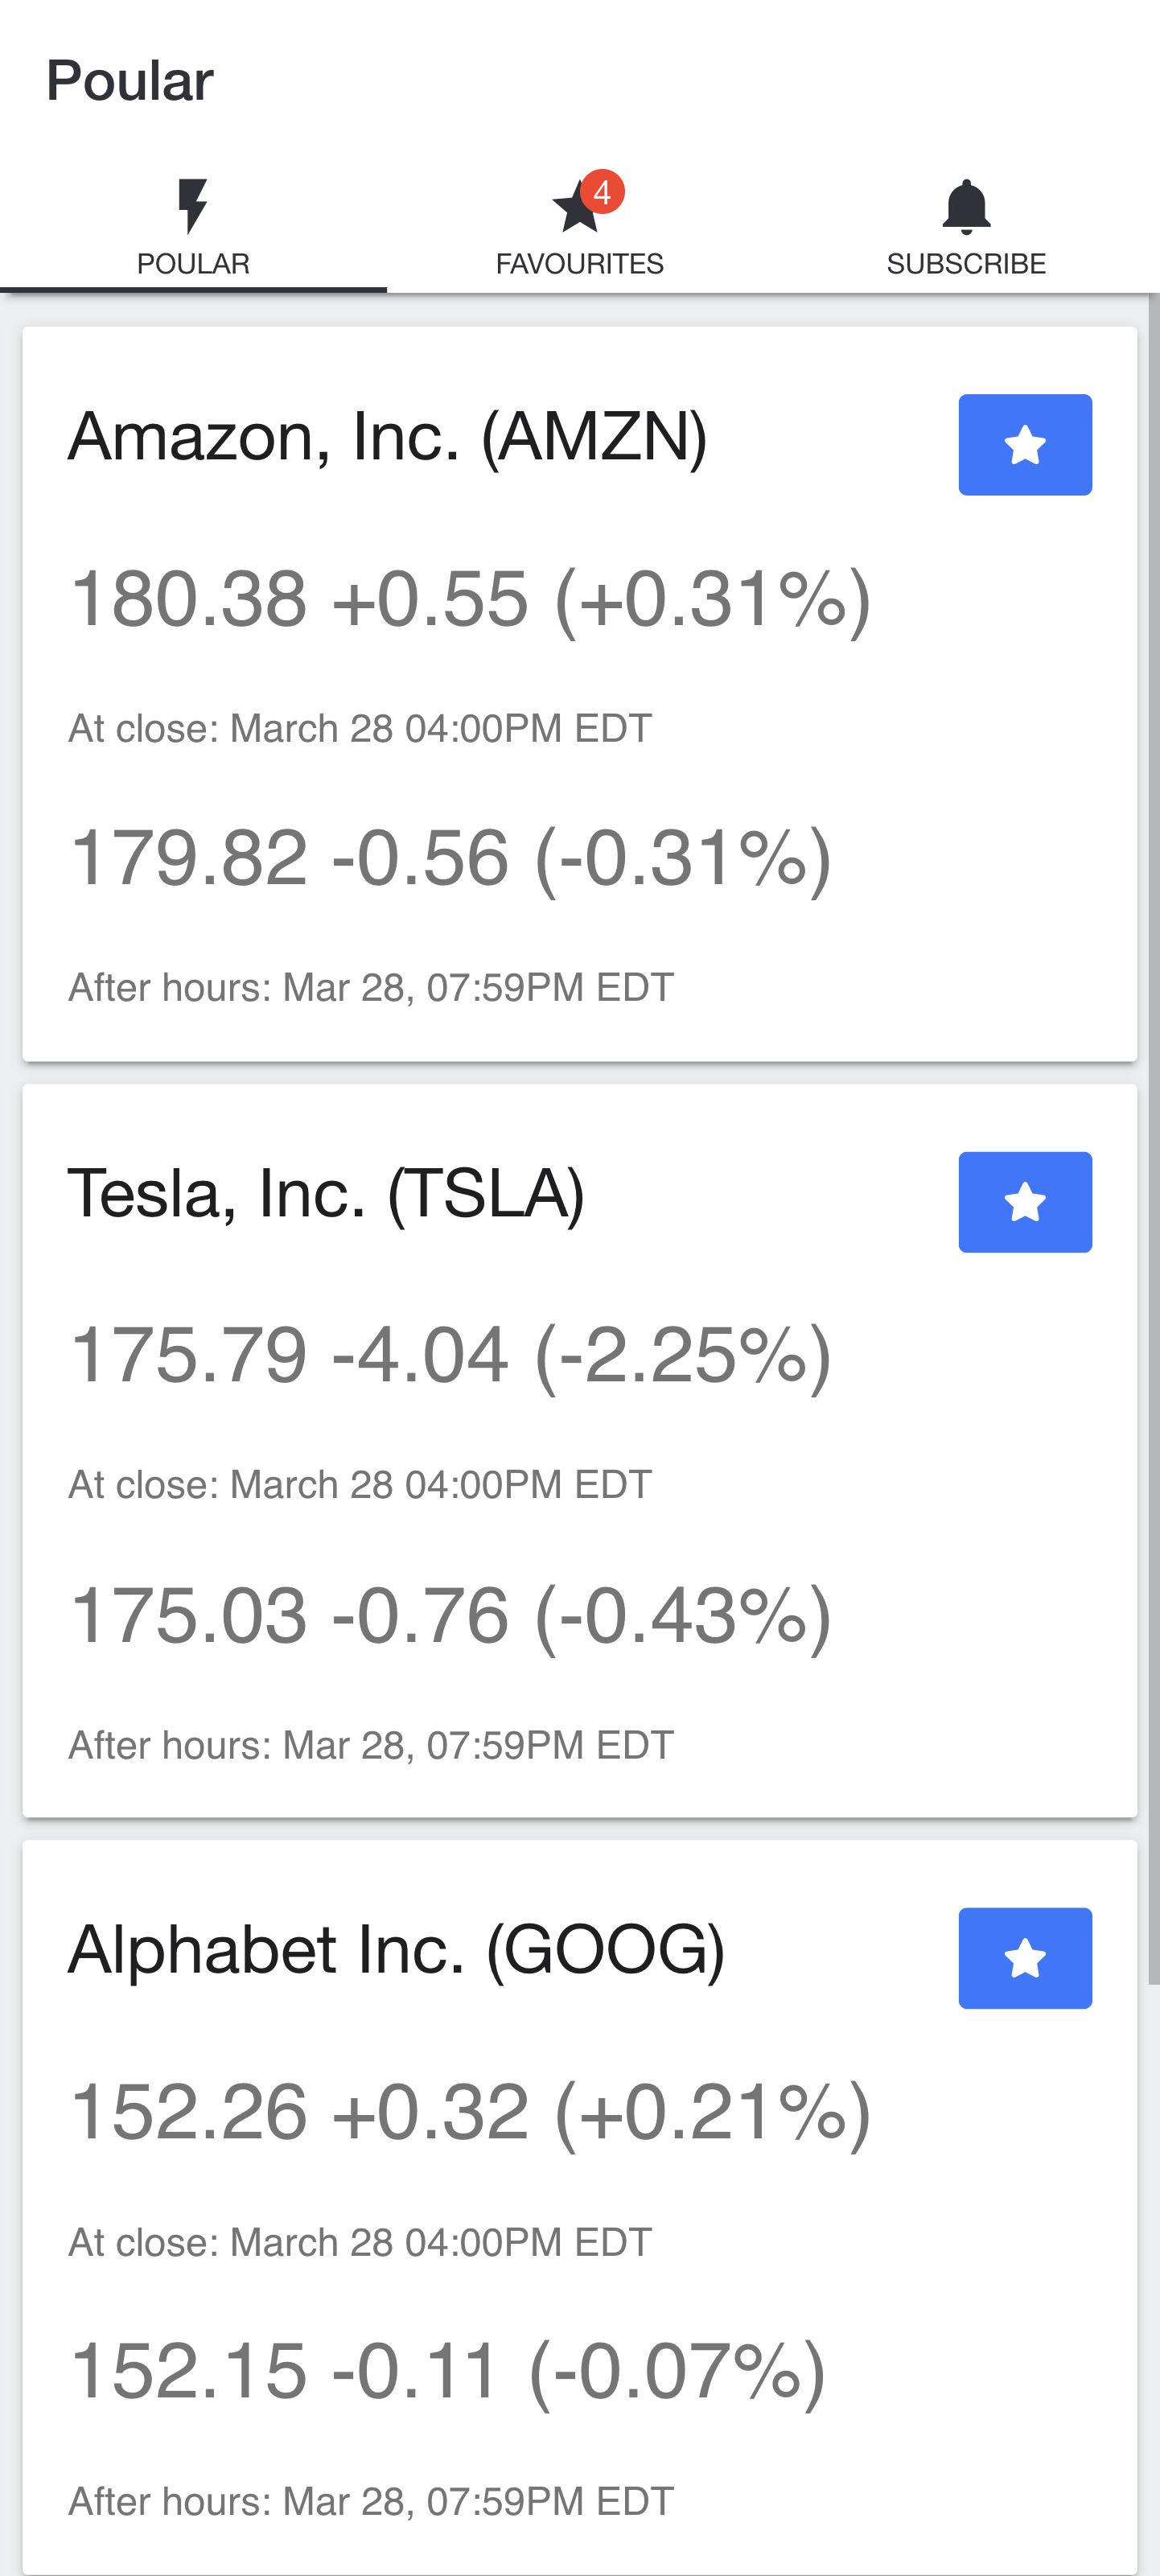 Poular
4
POULAR
FAVOURITES
SUBSCRIBE
Amazon, Inc. (AMZN)
180.38 +0.55 (+0.31%)
At close: March 28 04:00PM EDT
179.82 -0.56 (-0.31%)
After hours: Mar 28, 07:59PM EDT
Tesla, Inc. (TSLA)
175.79 -4.04 (-2.25%)
At close: March 28 04:00PM EDT
175.03 -0.76 (-0.43%)
After hours: Mar 28, 07:59PM EDT
Alphabet Inc. (GOOG)
152.26 +0.32 (+0.21%)
At close: March 28 04:00PM EDT
152.15 -0.11 (-0.07%)
After hours: Mar 28, 07:59PM EDT